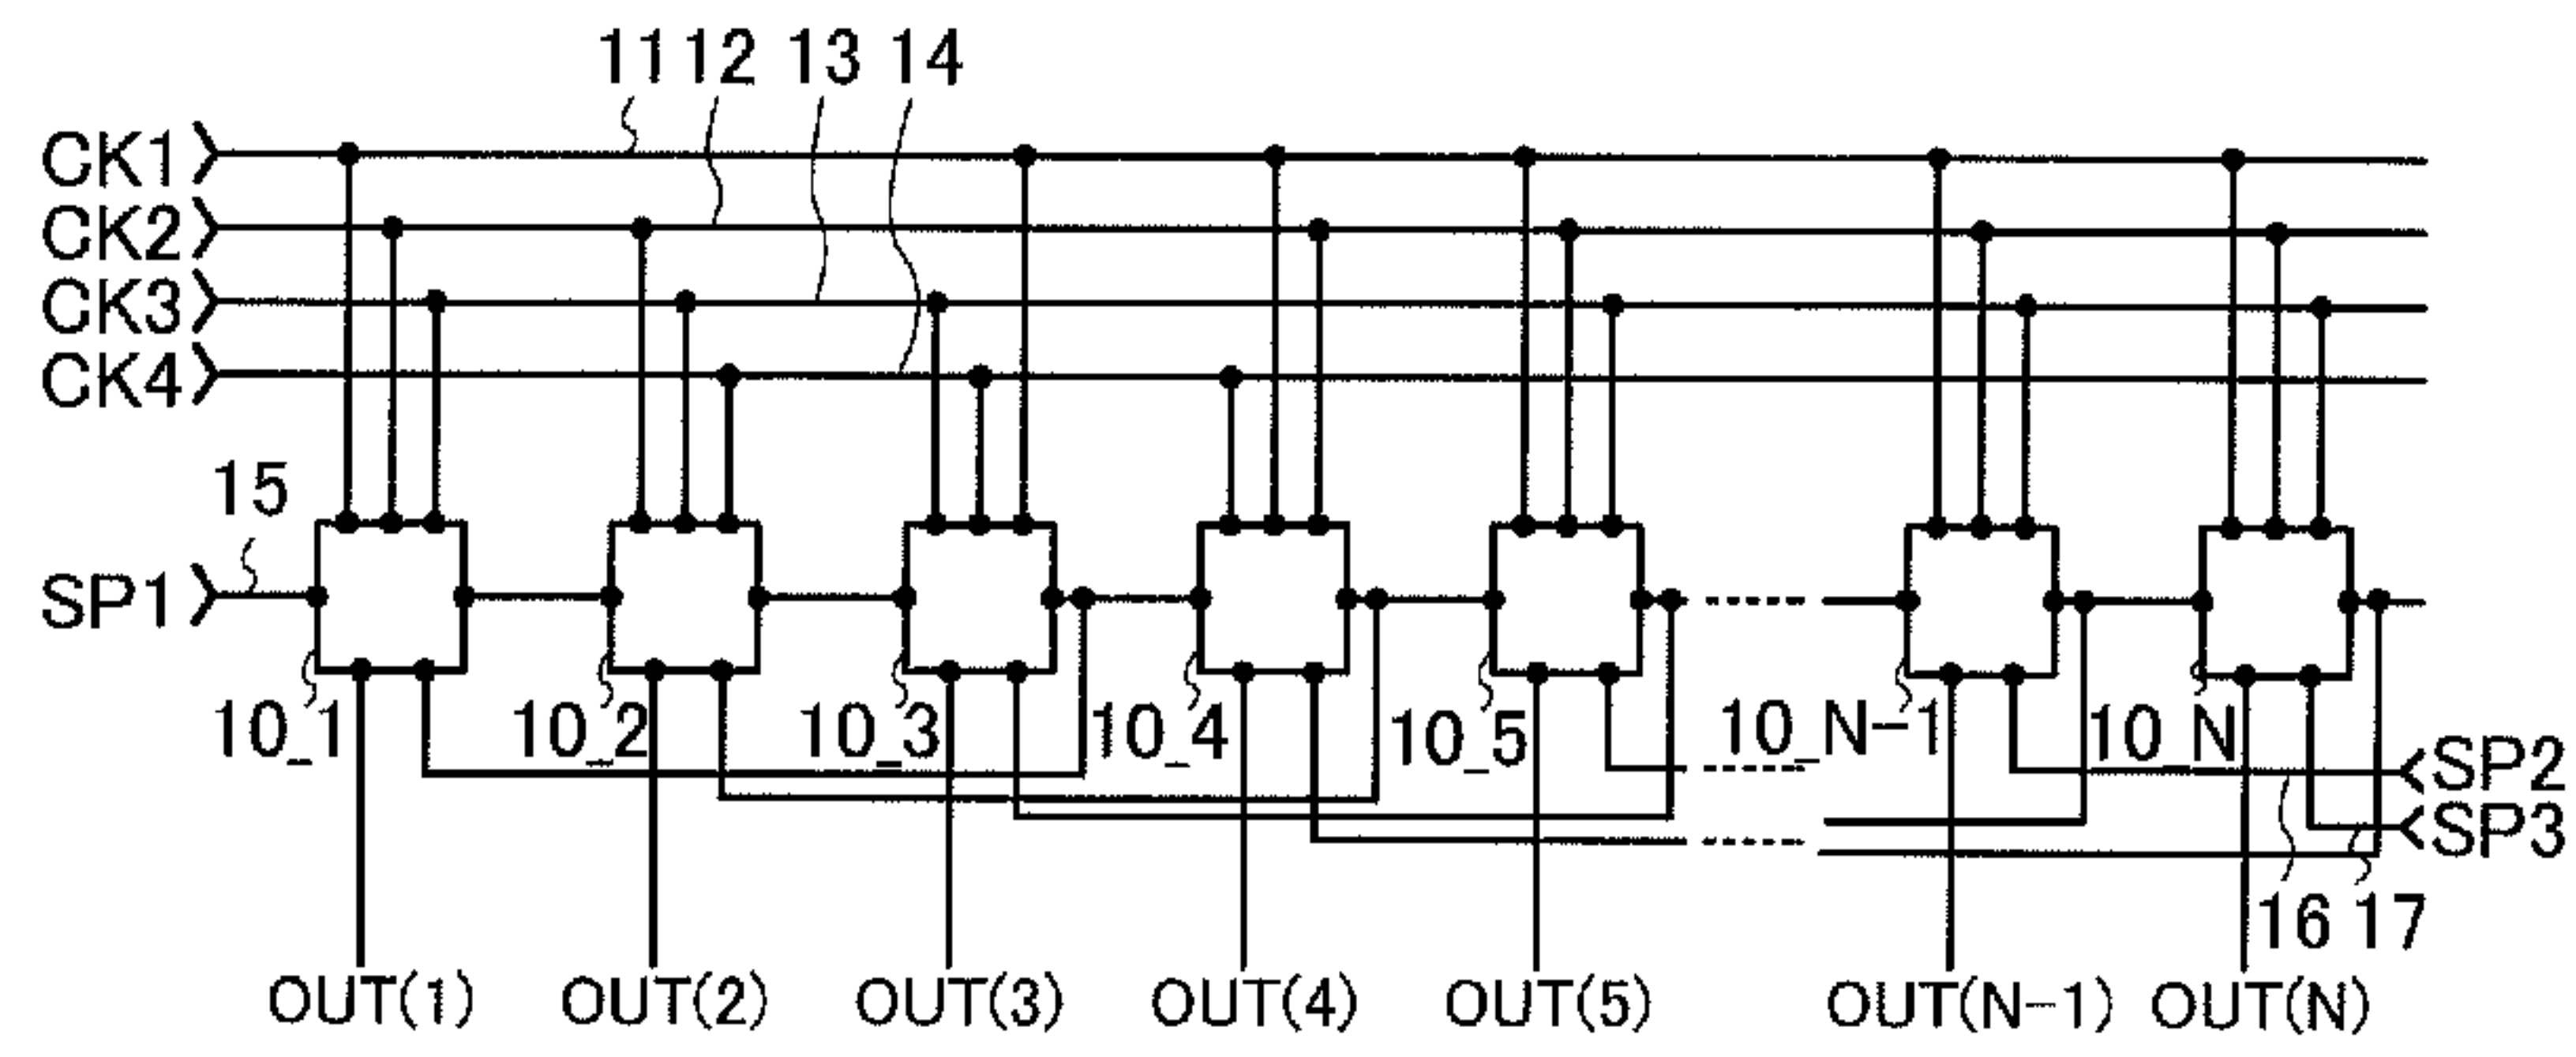 11 12 13 14
CK1
CK2
CK3
CK4
15
SP1
10_1 10_2 10_3 10_4 10_5 10_N-1 10_N
SP2
SP3
16 17
OUT(1) OUT(2) OUT(3) OUT(4) OUT(5) OUT(N-1) OUT(N)